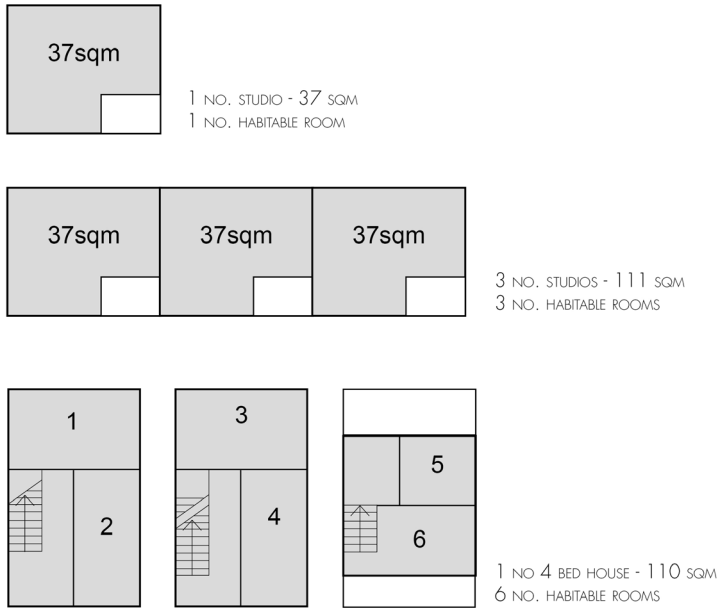 37sqm
1 NO. STUDIO - 37 SQM
1 NO. HABITABLE ROOM
37sqm 37sqm 37sqm
3 NO. STUDIOS - 111 SQM
3 NO. HABITABLE ROOMS
1 3
5
2 4 6
1 NO 4 BED HOUSE - 110 SQM
6 NO. HABITABLE ROOMS